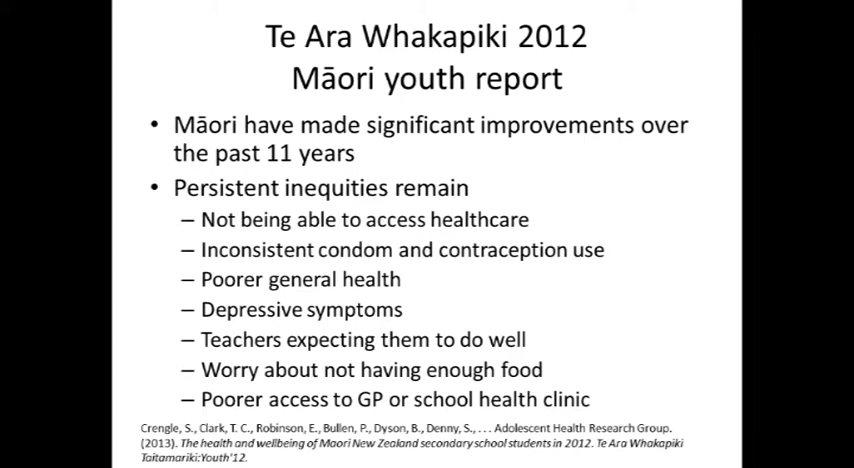 Te Ara Whakapiki 2012
Māori youth report
• Māori have made significant improvements over
the past 11 years
• Persistent inequities remain
– Not being able to access healthcare
– Inconsistent condom and contraception use
– Poorer general health
– Depressive symptoms
– Teachers expecting them to do well
– Worry about not having enough food
– Poorer access to GP or school health clinic
Crengle, S., Clark, T. C., Robinson, E., Bullen, P., Dyson, B., Denny, S., . . . Adolescent Health Research Group.
(2013). The health and wellbeing of Maori New Zealand secondary school students in 2012. Te Ara Whakapiki
Taitamariki:Youth'12.